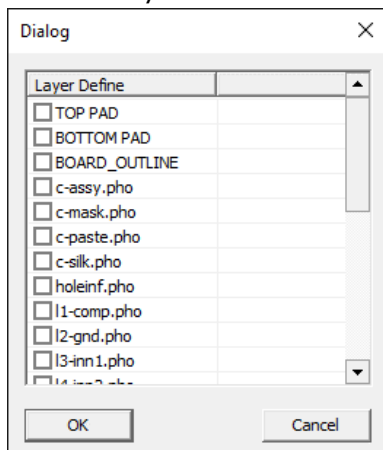 Dialog
Layer Define
TOP PAD
BOTTOM PAD
BOARD_OUTLINE
c-assy.pho
c-mask.pho
c-paste.pho
c-silk.pho
holeinf.pho
l1-comp.pho
l2-gnd.pho
l3-inn1.pho
OK Cancel